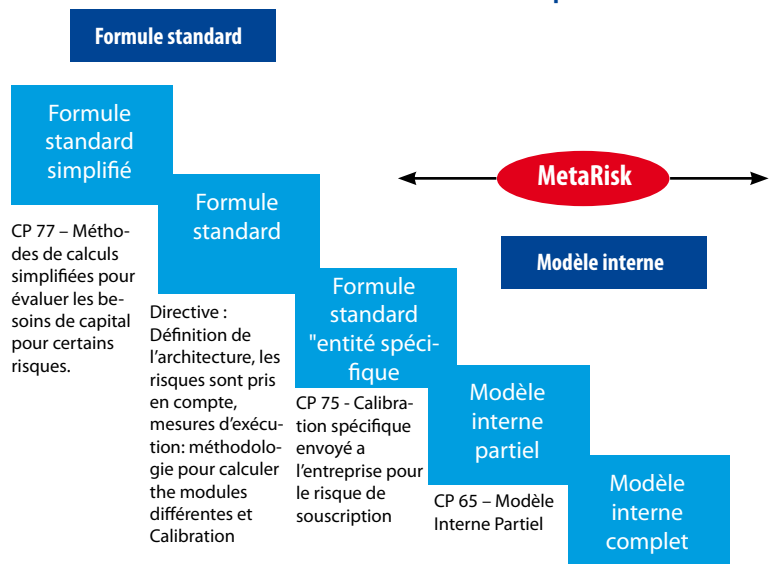 Formule standard
Formule
standard
simplifié
CP 77 – Métho-
des de calculs
simplifiées pour
évaluer les be-
soins de capital
pour certains
risques.
Formule
standard
Directive :
Définition de
l’architecture, les
risques sont pris
en compte,
mesures d’exécu-
tion: méthodolo-
gie pour calculer
the modules
différentes et
Calibration
MetaRisk
Modèle interne
Formule
standard
"entité spéci-
fique
CP 75 - Calibra-
tion spécifique
envoyé a
l’entreprise pour
le risque de
souscription
Modèle
interne
partiel
CP 65 – Modèle
Interne Partiel
Modèle
interne
complet